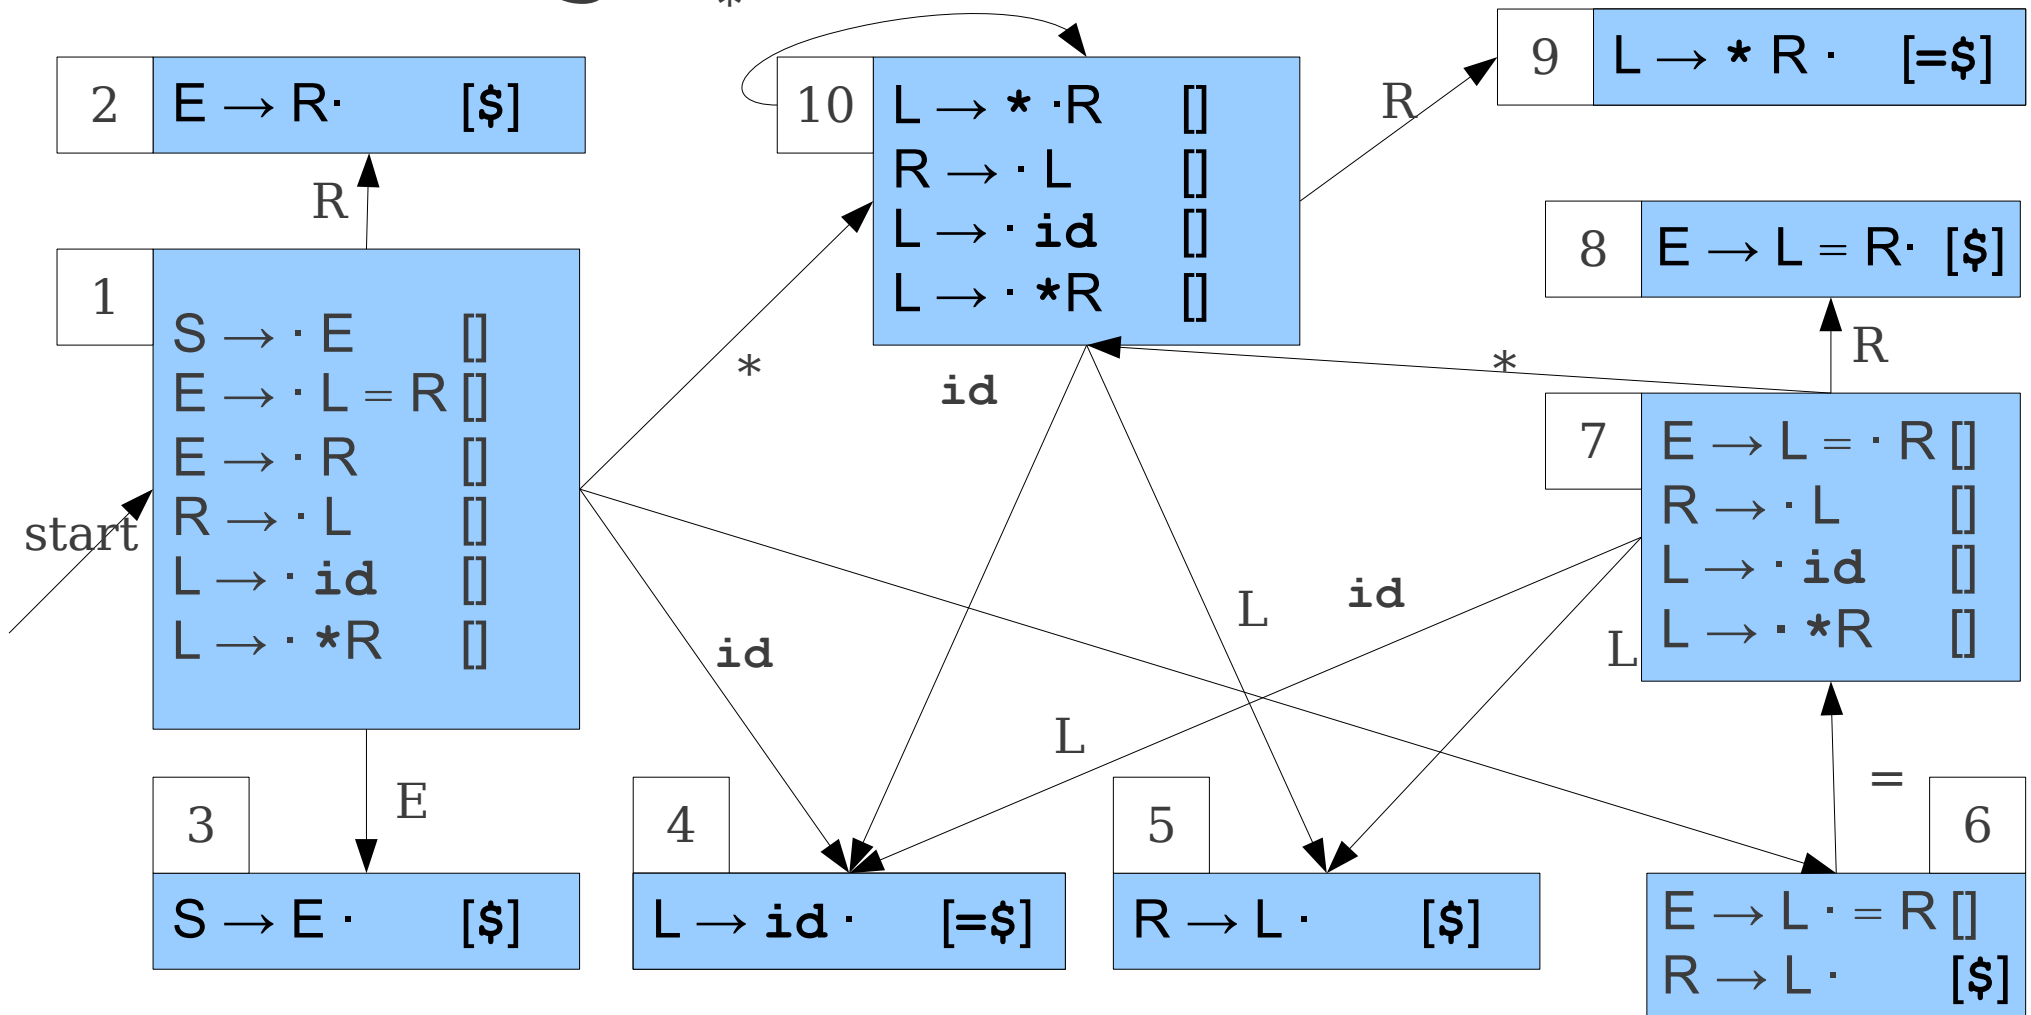 *
2
E → R· [$]
R
1
S → · E []
E → · L = R []
E → · R []
R → · L []
L → · id []
L → · *R []
start
E
3
S → E · [$]
10
L → * ·R []
R → · L []
L → · id []
L → · *R []
*
id
id
R
9
L → * R · [=$]
8
E → L = R· [$]
R
*
7
E → L = · R []
R → · L []
L → · id []
L → · *R []
L
id
L
L
4
L → id · [=$]
5
R → L · [$]
=
6
E → L · = R []
R → L · [$]